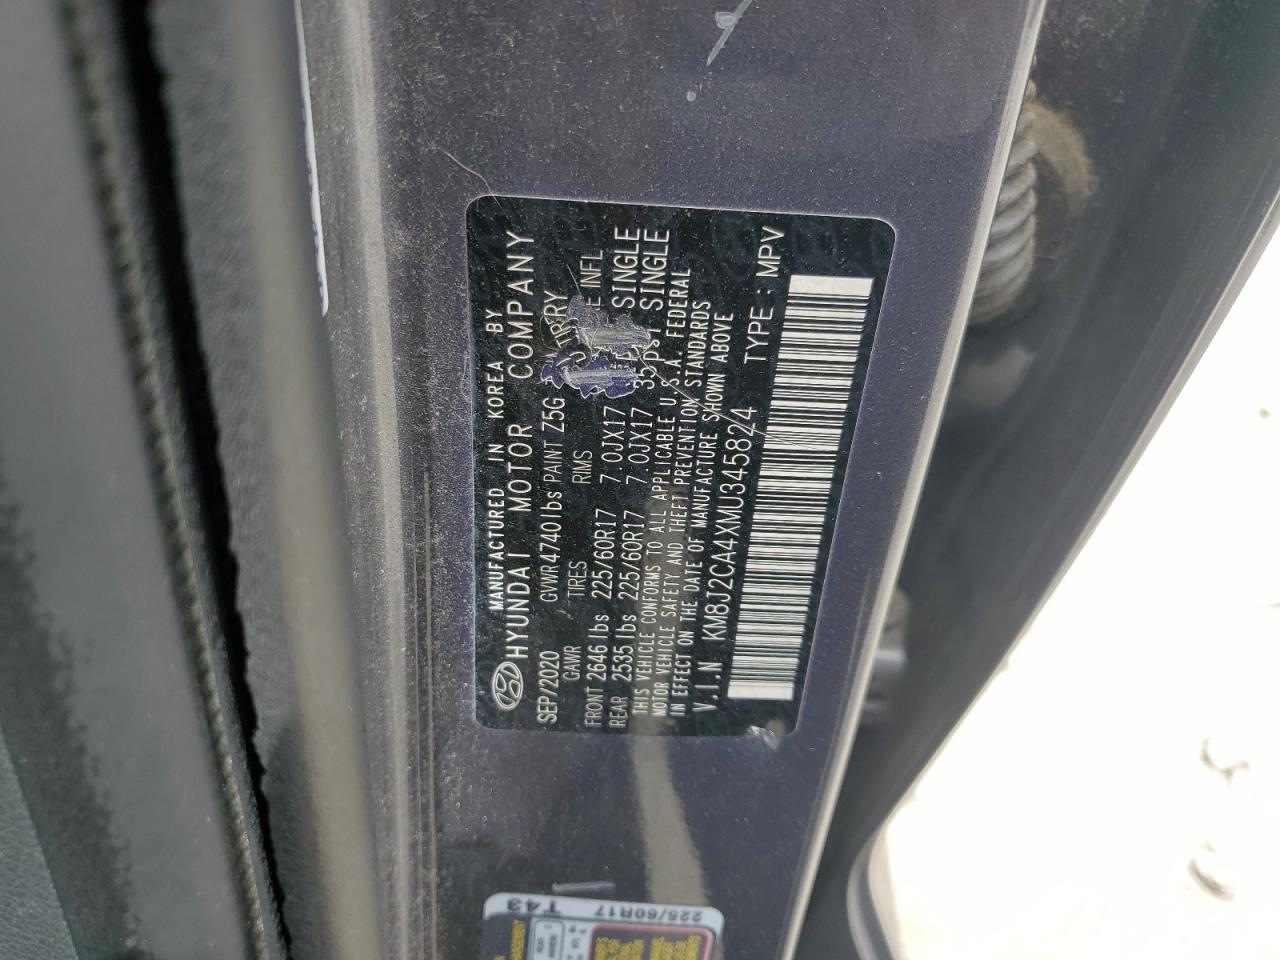 MANUFACTURED IN KOREA BY
HYUNDAI MOTOR COMPANY
SEP/2020 GVWR 4740 lbs PAINT Z5G
GAWR TIRES RIMS INFL
FRONT 2646 lbs 225/60R17 7.0JX17 SINGLE
REAR 2535 lbs 225/60R17 7.0JX17 35psi SINGLE
THIS VEHICLE CONFORMS TO ALL APPLICABLE U.S.A. FEDERAL
MOTOR VEHICLE SAFETY AND THEFT PREVENTION STANDARDS
IN EFFECT ON THE DATE OF MANUFACTURE SHOWN ABOVE
V.I.N KM8J2CA4XMU345824 TYPE : MPV
T43
225/60R17